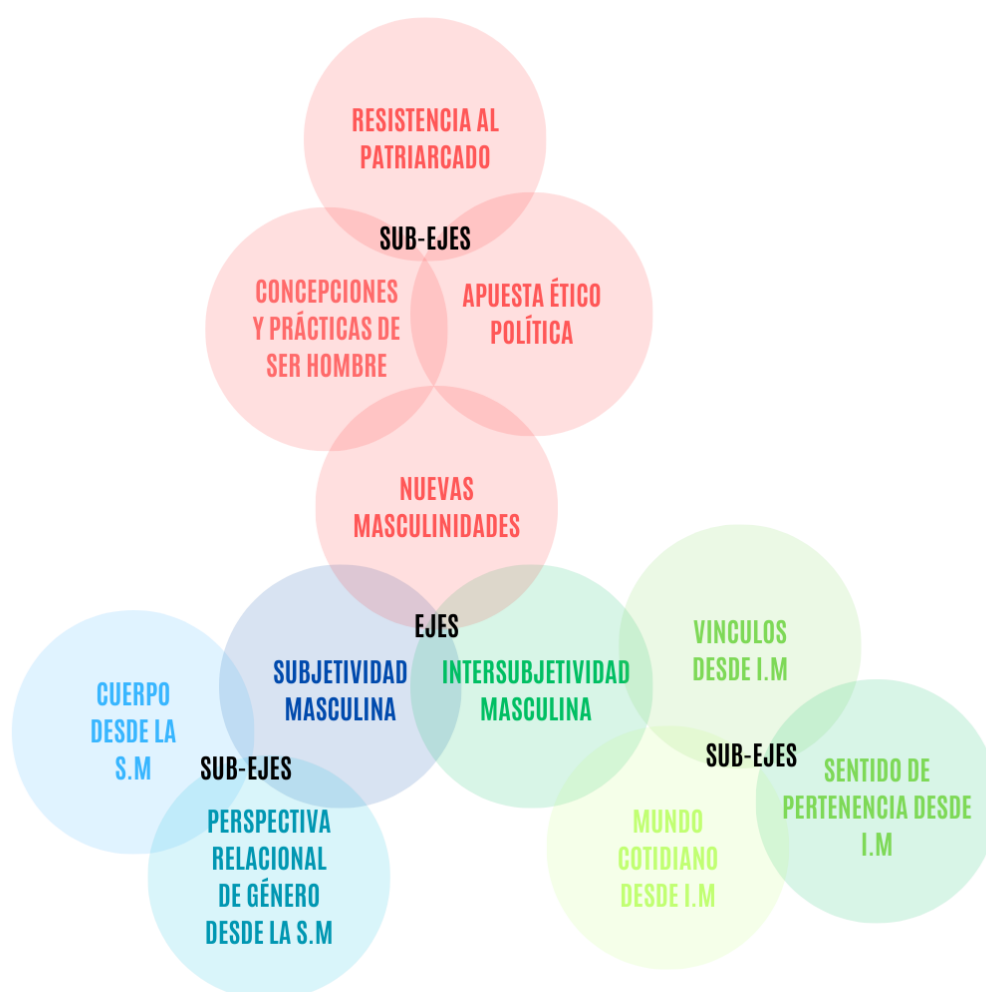 RESISTENCIA AL
PATRIARCADO
SUB-EJES
CONCEPCIONES
Y PRÁCTICAS DE
SER HOMBRE
APUESTA ÉTICO
POLÍTICA
NUEVAS
MASCULINIDADES
EJES
SUBJETIVIDAD
MASCULINA
INTERSUBJETIVIDAD
MASCULINA
CUERPO
DESDE LA
S.M
SUB-EJES
PERSPECTIVA
RELACIONAL
DE GÉNERO
DESDE LA S.M
VINCULOS
DESDE I.M
SUB-EJES
SENTIDO DE
PERTENENCIA DESDE
I.M
MUNDO
COTIDIANO
DESDE I.M